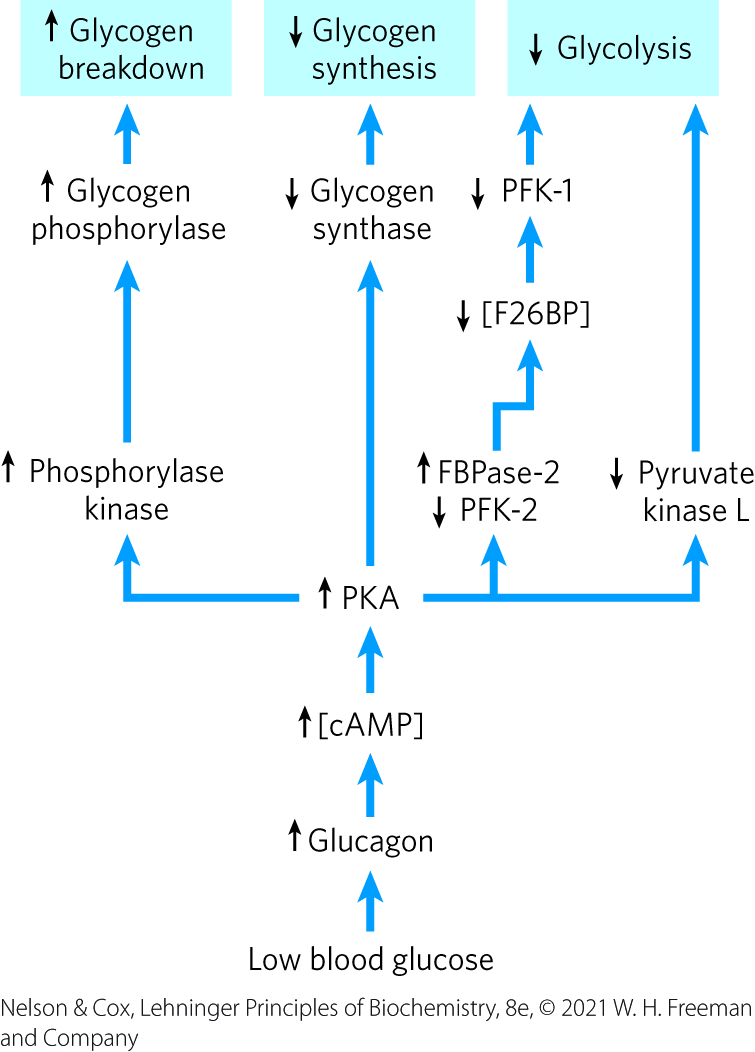 ↑ Glycogen
breakdown
↓ Glycogen
synthesis
↓ Glycolysis
↑ Glycogen
phosphorylase
↓ Glycogen
synthase
↓ PFK-1
↓ [F26BP]
↑ Phosphorylase
kinase
↑ FBPase-2
↓ PFK-2
↓ Pyruvate
kinase L
↑ PKA
↑ [cAMP]
↑ Glucagon
Low blood glucose
Nelson & Cox, Lehninger Principles of Biochemistry, 8e, © 2021 W. H. Freeman
and Company